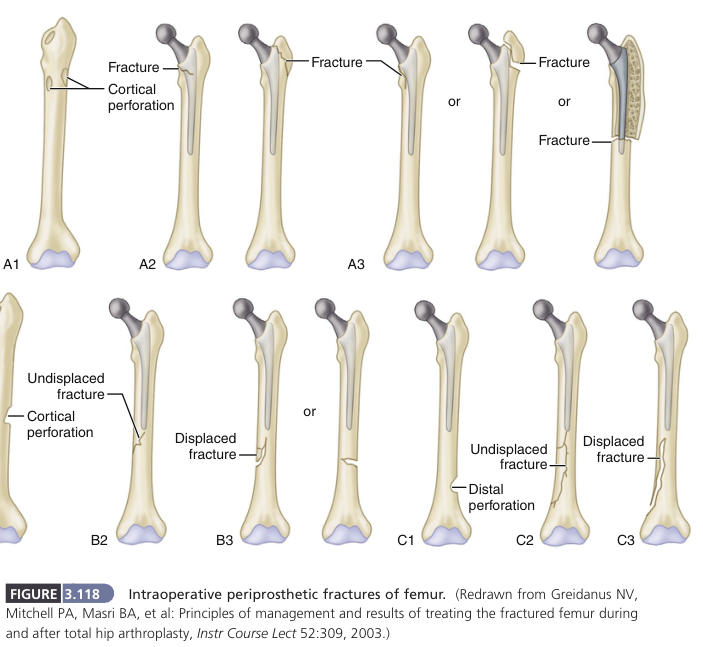 Fracture
Cortical
perforation
Fracture
or
Fracture
or
Fracture
A1
A2
A3
Undisplaced
fracture
Cortical
perforation
or
Displaced
fracture
Distal
perforation
Undisplaced
fracture
Displaced
fracture
B2
B3
C1
C2
C3
FIGURE 3.118 Intraoperative periprosthetic fractures of femur. (Redrawn from Greidanus NV,
Mitchell PA, Masri BA, et al: Principles of management and results of treating the fractured femur during
and after total hip arthroplasty, Instr Course Lect 52:309, 2003.)